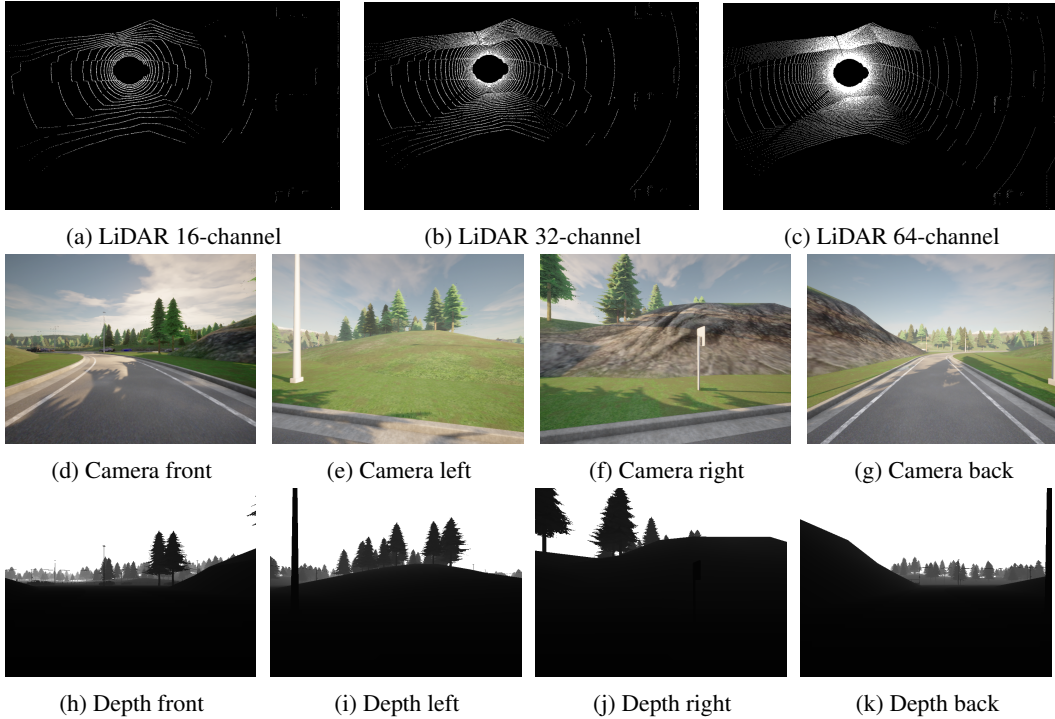 (a) LiDAR 16-channel
(b) LiDAR 32-channel
(c) LiDAR 64-channel
(d) Camera front
(e) Camera left
(f) Camera right
(g) Camera back
(h) Depth front
(i) Depth left
(j) Depth right
(k) Depth back